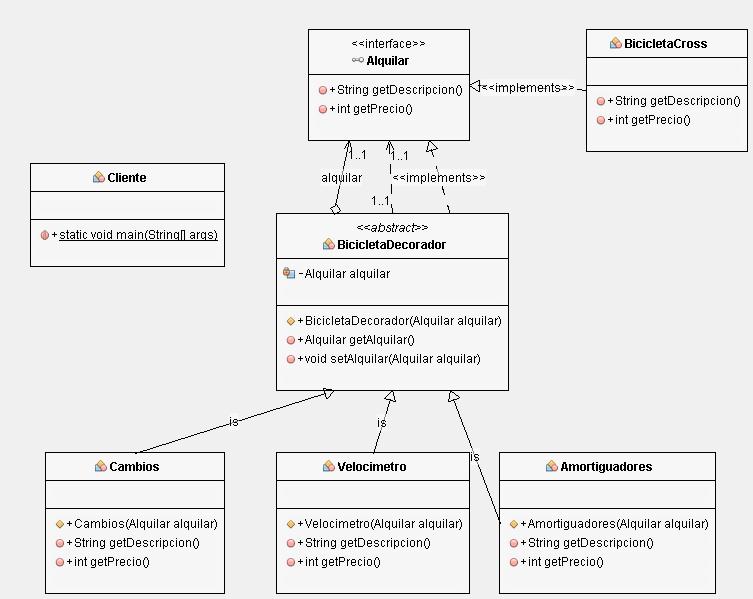 <<interface>>
Alquilar
+String getDescripcion()
+int getPrecio()
<<implements>>
BicicletaCross
+String getDescripcion()
+int getPrecio()
1..1
1..1
alquilar
<<implements>>
1..1
Cliente
+static void main(String[] args)
<<abstract>>
BicicletaDecorador
-Alquilar alquilar
+BicicletaDecorador(Alquilar alquilar)
+Alquilar getAlquilar()
+void setAlquilar(Alquilar alquilar)
is
is
is
Cambios
+Cambios(Alquilar alquilar)
+String getDescripcion()
+int getPrecio()
Velocimetro
+Velocimetro(Alquilar alquilar)
+String getDescripcion()
+int getPrecio()
Amortiguadores
+Amortiguadores(Alquilar alquilar)
+String getDescripcion()
+int getPrecio()